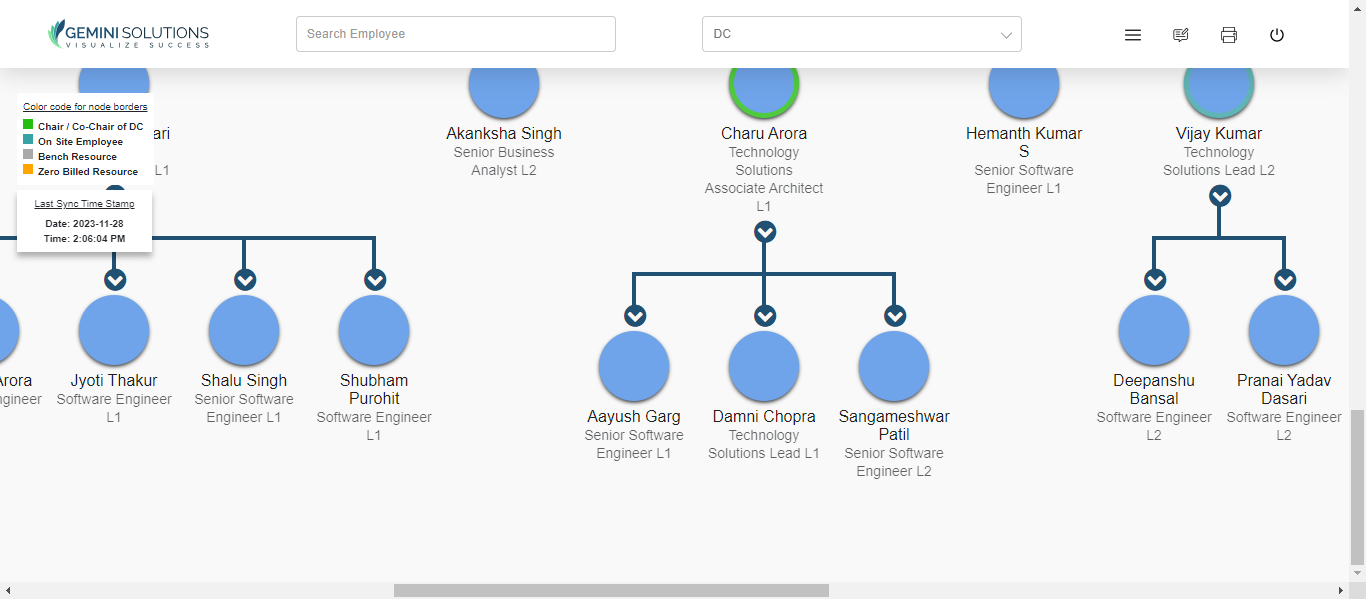 GEMINI SOLUTIONS
VISUALIZE SUCCESS
Search Employee
DC
Color code for node borders
Chair / Co-Chair of DC
On Site Employee
Bench Resource
Zero Billed Resource
ari
L1
Last Sync Time Stamp
Date: 2023-11-28
Time: 2:06:04 PM
Akanksha Singh
Senior Business
Analyst L2
Charu Arora
Technology
Solutions
Associate Architect
L1
Hemanth Kumar
S
Senior Software
Engineer L1
Vijay Kumar
Technology
Solutions Lead L2
Arora
ngineer
Jyoti Thakur
Software Engineer
L1
Shalu Singh
Senior Software
Engineer L1
Shubham
Purohit
Software Engineer
L1
Aayush Garg
Senior Software
Engineer L1
Damni Chopra
Technology
Solutions Lead L1
Sangameshwar
Patil
Senior Software
Engineer L2
Deepanshu
Bansal
Software Engineer
L2
Pranai Yadav
Dasari
Software Engineer
L2